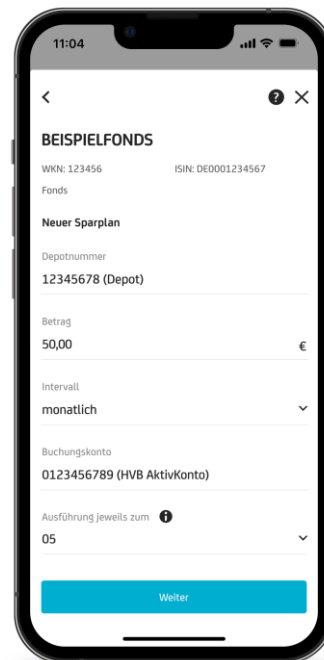 11:04
BEISPIELFONDS
WKN: 123456 ISIN: DE0001234567
Fonds
Neuer Sparplan
Depotnummer
12345678 (Depot)
Betrag
50,00 €
Intervall
monatlich
Buchungskonto
0123456789 (HVB AktivKonto)
Ausführung jeweils zum
05
Weiter